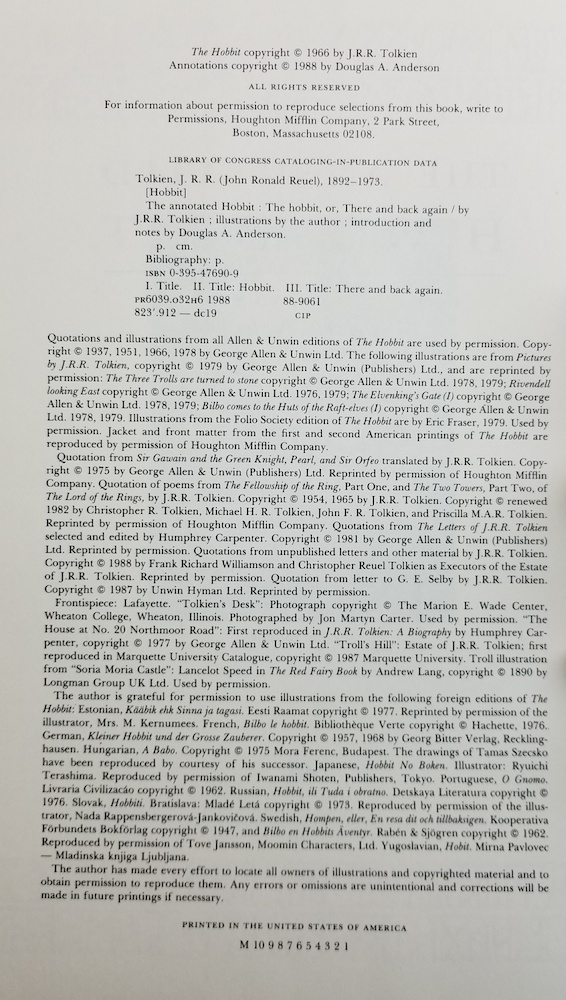 The Hobbit copyright © 1966 by J.R.R. Tolkien
Annotations copyright © 1988 by Douglas A. Anderson
ALL RIGHTS RESERVED
For information about permission to reproduce selections from this book, write to
Permissions, Houghton Mifflin Company, 2 Park Street,
Boston, Massachusetts 02108.
LIBRARY OF CONGRESS CATALOGING-IN-PUBLICATION DATA
Tolkien, J. R. R. (John Ronald Reuel), 1892–1973.
[Hobbit]
The annotated Hobbit : The hobbit, or, There and back again / by
J.R.R. Tolkien ; illustrations by the author ; introduction and
notes by Douglas A. Anderson.
p. cm.
Bibliography: p.
ISBN 0-395-47690-9
I. Title. II. Title: Hobbit. III. Title: There and back again.
PR6039.O32H6 1988 88-9061
823'.912 — dc19 CIP
Quotations and illustrations from all Allen & Unwin editions of The Hobbit are used by permission. Copy-
right © 1937, 1951, 1966, 1978 by George Allen & Unwin Ltd. The following illustrations are from Pictures
by J.R.R. Tolkien, copyright © 1979 by George Allen & Unwin (Publishers) Ltd., and are reprinted by
permission: The Three Trolls are turned to stone copyright © George Allen & Unwin Ltd. 1978, 1979; Rivendell
looking East copyright © George Allen & Unwin Ltd. 1976, 1979; The Elvenking's Gate (I) copyright © George
Allen & Unwin Ltd. 1978, 1979; Bilbo comes to the Huts of the Raft-elves (I) copyright © George Allen & Unwin
Ltd. 1978, 1979. Illustrations from the Folio Society edition of The Hobbit are by Eric Fraser, 1979. Used by
permission. Jacket and front matter from the first and second American printings of The Hobbit are
reproduced by permission of Houghton Mifflin Company.
Quotation from Sir Gawain and the Green Knight, Pearl, and Sir Orfeo translated by J.R.R. Tolkien. Copy-
right © 1975 by George Allen & Unwin (Publishers) Ltd. Reprinted by permission of Houghton Mifflin
Company. Quotation of poems from The Fellowship of the Ring, Part One, and The Two Towers, Part Two, of
The Lord of the Rings, by J.R.R. Tolkien. Copyright © 1954, 1965 by J.R.R. Tolkien. Copyright © renewed
1982 by Christopher R. Tolkien, Michael H. R. Tolkien, John F. R. Tolkien, and Priscilla M.A.R. Tolkien.
Reprinted by permission of Houghton Mifflin Company. Quotations from The Letters of J.R.R. Tolkien
selected and edited by Humphrey Carpenter. Copyright © 1981 by George Allen & Unwin (Publishers)
Ltd. Reprinted by permission. Quotations from unpublished letters and other material by J.R.R. Tolkien.
Copyright © 1988 by Frank Richard Williamson and Christopher Reuel Tolkien as Executors of the Estate
of J.R.R. Tolkien. Reprinted by permission. Quotation from letter to G. E. Selby by J.R.R. Tolkien.
Copyright © 1987 by Unwin Hyman Ltd. Reprinted by permission.
Frontispiece: Lafayette. “Tolkien's Desk”: Photograph copyright © The Marion E. Wade Center,
Wheaton College, Wheaton, Illinois. Photographed by Jon Martyn Carter. Used by permission. “The
House at No. 20 Northmoor Road”: First reproduced in J.R.R. Tolkien: A Biography by Humphrey Car-
penter, copyright © 1977 by George Allen & Unwin Ltd. “Troll's Hill”: Estate of J.R.R. Tolkien; first
reproduced in Marquette University Catalogue, copyright © 1987 Marquette University. Troll illustration
from “Soria Moria Castle”: Lancelot Speed in The Red Fairy Book by Andrew Lang, copyright © 1890 by
Longman Group UK Ltd. Used by permission.
The author is grateful for permission to use illustrations from the following foreign editions of The
Hobbit: Estonian, Kääbik ehk Sinna ja tagasi. Eesti Raamat copyright © 1977. Reprinted by permission of the
illustrator, Mrs. M. Kernumees. French, Bilbo le hobbit. Bibliothèque Verte copyright © Hachette, 1976.
German, Kleiner Hobbit und der Grosse Zauberer. Copyright © 1957, 1968 by Georg Bitter Verlag, Reckling-
hausen. Hungarian, A Babo. Copyright © 1975 Mora Ferenc, Budapest. The drawings of Tamas Szecsko
have been reproduced by courtesy of his successor. Japanese, Hobbit No Boken. Illustrator: Ryuichi
Terashima. Reproduced by permission of Iwanami Shoten, Publishers, Tokyo. Portuguese, O Gnomo.
Livraria Civilizacão copyright © 1962. Russian, Hobbit, ili Tuda i obratno. Detskaya Literatura copyright ©
1976. Slovak, Hobbiti. Bratislava: Mladé Letá copyright © 1973. Reproduced by permission of the illus-
trator, Nada Rappensbergerová-Jankovičová. Swedish, Hompen, eller, En resa dit och tillbaksigen. Kooperativa
Förbundets Bokförlag copyright © 1947, and Bilbo en Hobbits Äventyr. Rabén & Sjögren copyright © 1962.
Reproduced by permission of Tove Jansson, Moomin Characters, Ltd. Yugoslavian, Hobit. Mirna Pavlovec
— Mladinska knjiga Ljubljana.
The author has made every effort to locate all owners of illustrations and copyrighted material and to
obtain permission to reproduce them. Any errors or omissions are unintentional and corrections will be
made in future printings if necessary.
PRINTED IN THE UNITED STATES OF AMERICA
M 10 9 8 7 6 5 4 3 2 1